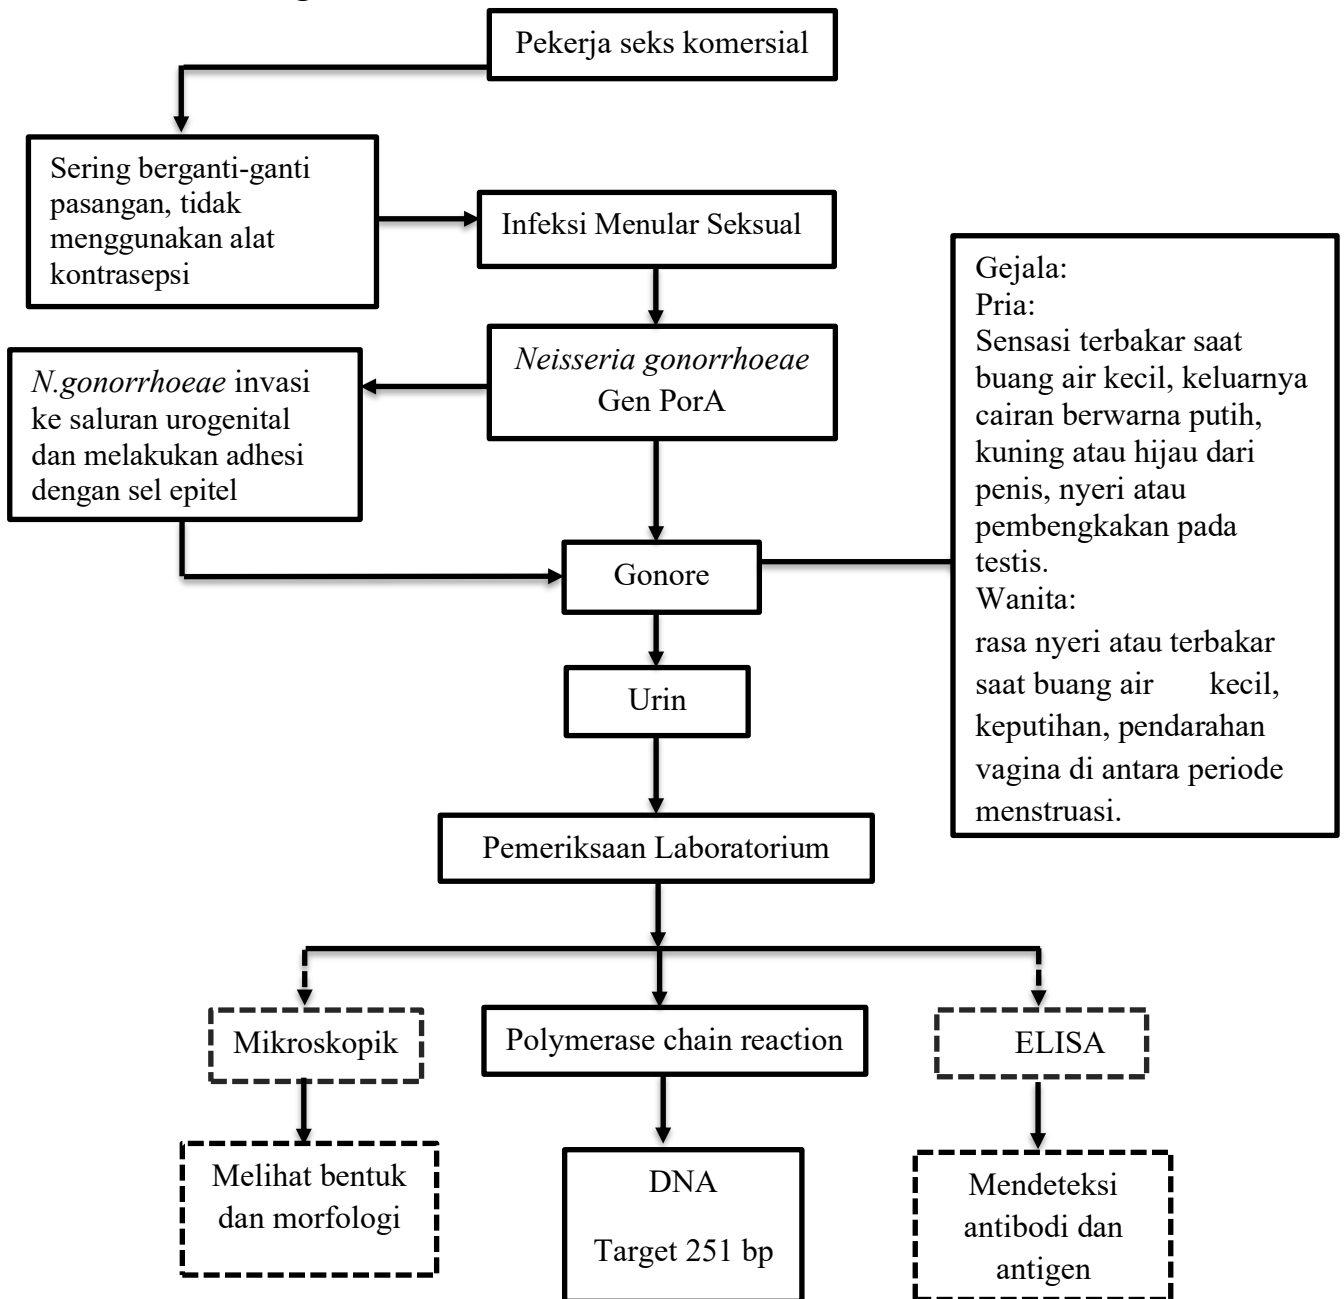 Pekerja seks komersial
Sering berganti-ganti
pasangan, tidak
menggunakan alat
kontrasepsi
Infeksi Menular Seksual
Neisseria gonorrhoeae
Gen PorA
N.gonorrhoeae invasi
ke saluran urogenital
dan melakukan adhesi
dengan sel epitel
Gejala:
Pria:
Sensasi terbakar saat
buang air kecil, keluarnya
cairan berwarna putih,
kuning atau hijau dari
penis, nyeri atau
pembengkakan pada
testis.
Wanita:
rasa nyeri atau terbakar
saat buang air kecil,
keputihan, pendarahan
vagina di antara periode
menstruasi.
Gonore
Urin
Pemeriksaan Laboratorium
Mikroskopik
Polymerase chain reaction
ELISA
Melihat bentuk
dan morfologi
DNA
Target 251 bp
Mendeteksi
antibodi dan
antigen